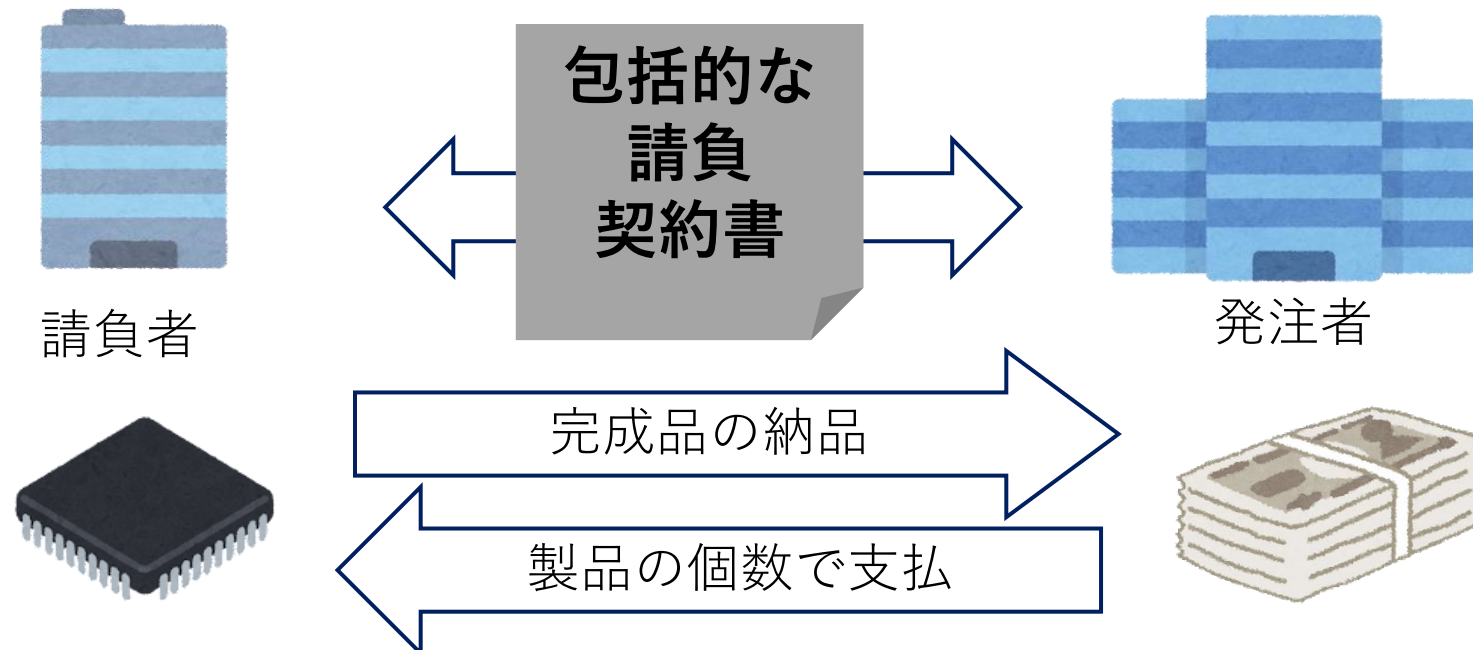 包括的な
請負
契約書
請負者
発注者
完成品の納品
製品の個数で支払